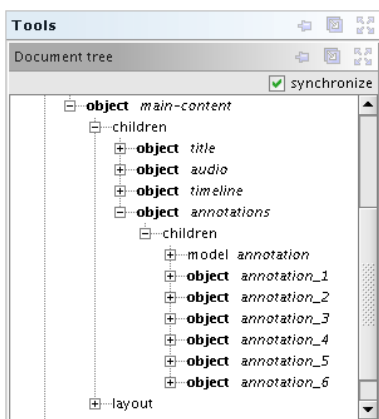 Tools
Document tree
synchronize
object main-content
children
object title
object audio
object timeline
object annotations
children
model annotation
object annotation_1
object annotation_2
object annotation_3
object annotation_4
object annotation_5
object annotation_6
layout